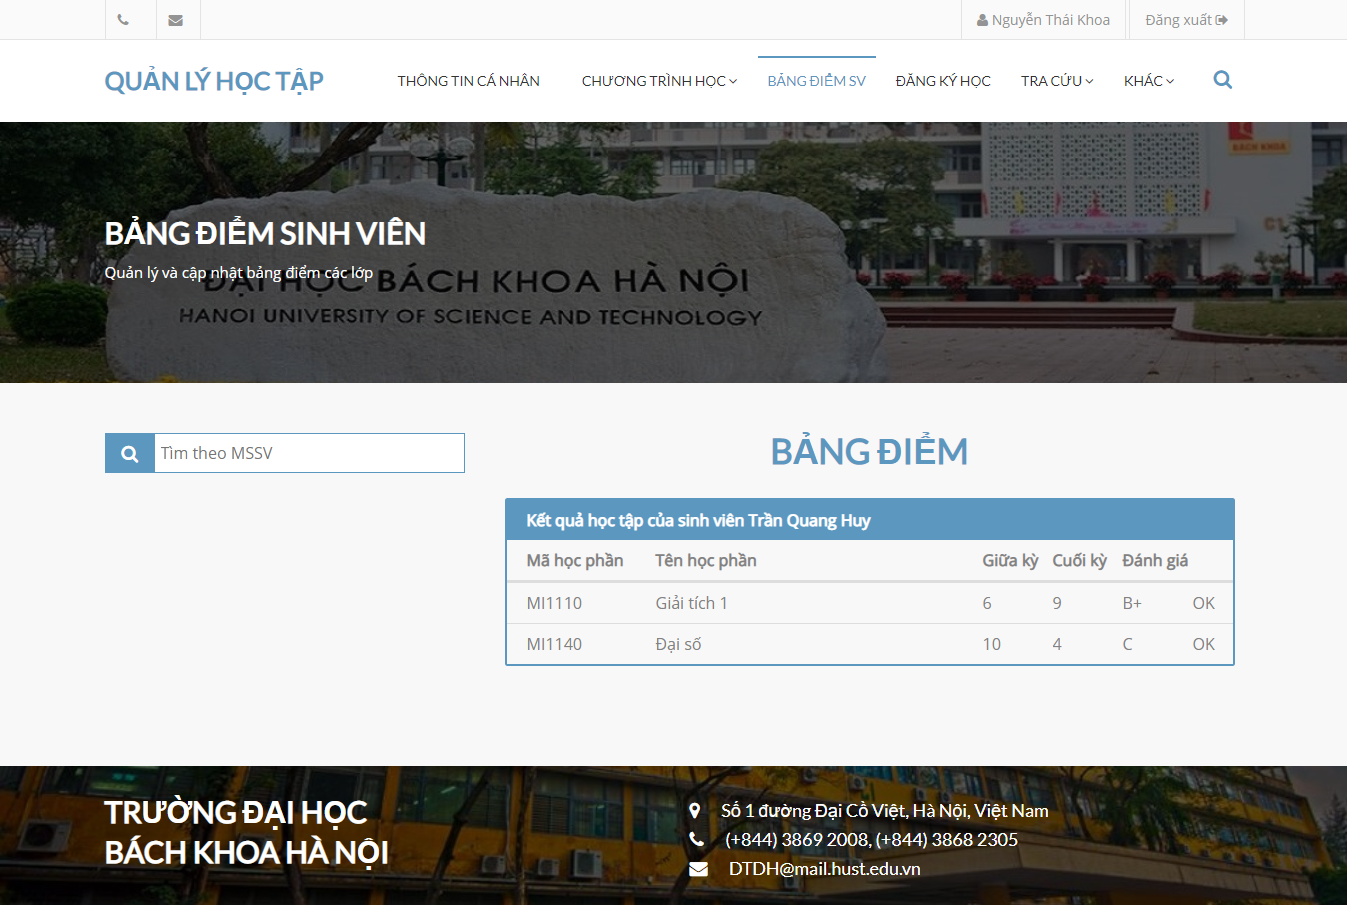 Nguyễn Thái Khoa Đăng xuất
QUẢN LÝ HỌC TẬP THÔNG TIN CÁ NHÂN CHƯƠNG TRÌNH HỌC BẢNG ĐIỂM SV ĐĂNG KÝ HỌC TRA CỨU KHÁC
BÁCH KHOA
C1
BẢNG ĐIỂM SINH VIÊN
Quản lý và cập nhật bảng điểm các lớp
ĐẠI HỌC BÁCH KHOA HÀ NỘI
HANOI UNIVERSITY OF SCIENCE AND TECHNOLOGY
Tìm theo MSSV
BẢNG ĐIỂM
Kết quả học tập của sinh viên Trần Quang Huy
Mã học phần Tên học phần Giữa kỳ Cuối kỳ Đánh giá
MI1110 Giải tích 1 6 9 B+ OK
MI1140 Đại số 10 4 C OK
TRƯỜNG ĐẠI HỌC
BÁCH KHOA HÀ NỘI
Số 1 đường Đại Cồ Việt, Hà Nội, Việt Nam
(+844) 3869 2008, (+844) 3868 2305
DTDH@mail.hust.edu.vn